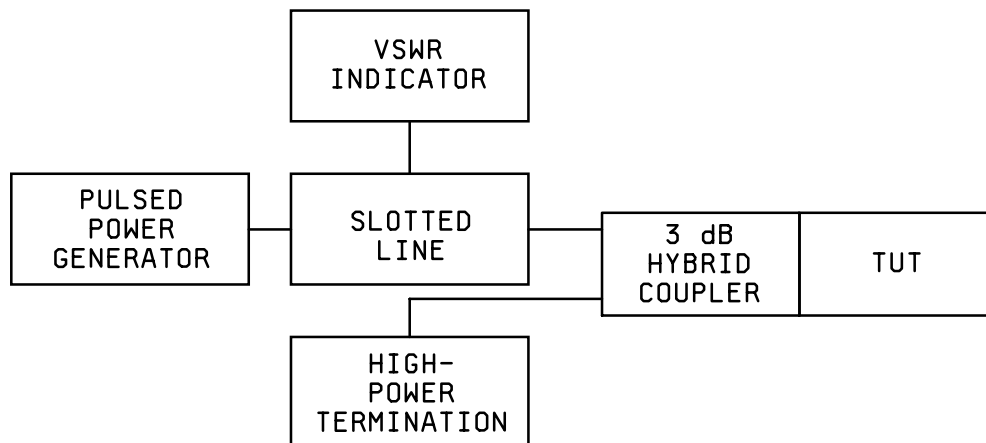 VSWR
INDICATOR
PULSED
POWER
GENERATOR
SLOTTED
LINE
3 dB
HYBRID
COUPLER
TUT
HIGH-
POWER
TERMINATION